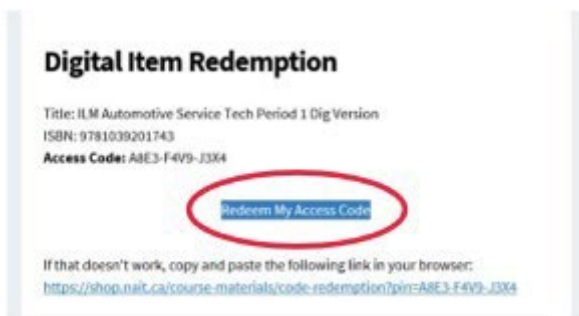 Digital Item Redemption
Title: ILM Automotive Service Tech Period 1 Dig Version
ISBN: 9781039201743
Access Code: A8E3-F4V9-J3X4
Redeem My Access Code
If that doesn't work, copy and paste the following link in your browser:
https://shop.nait.ca/course-materials/code-redemption?pin=A8E3-F4V9-J3X4